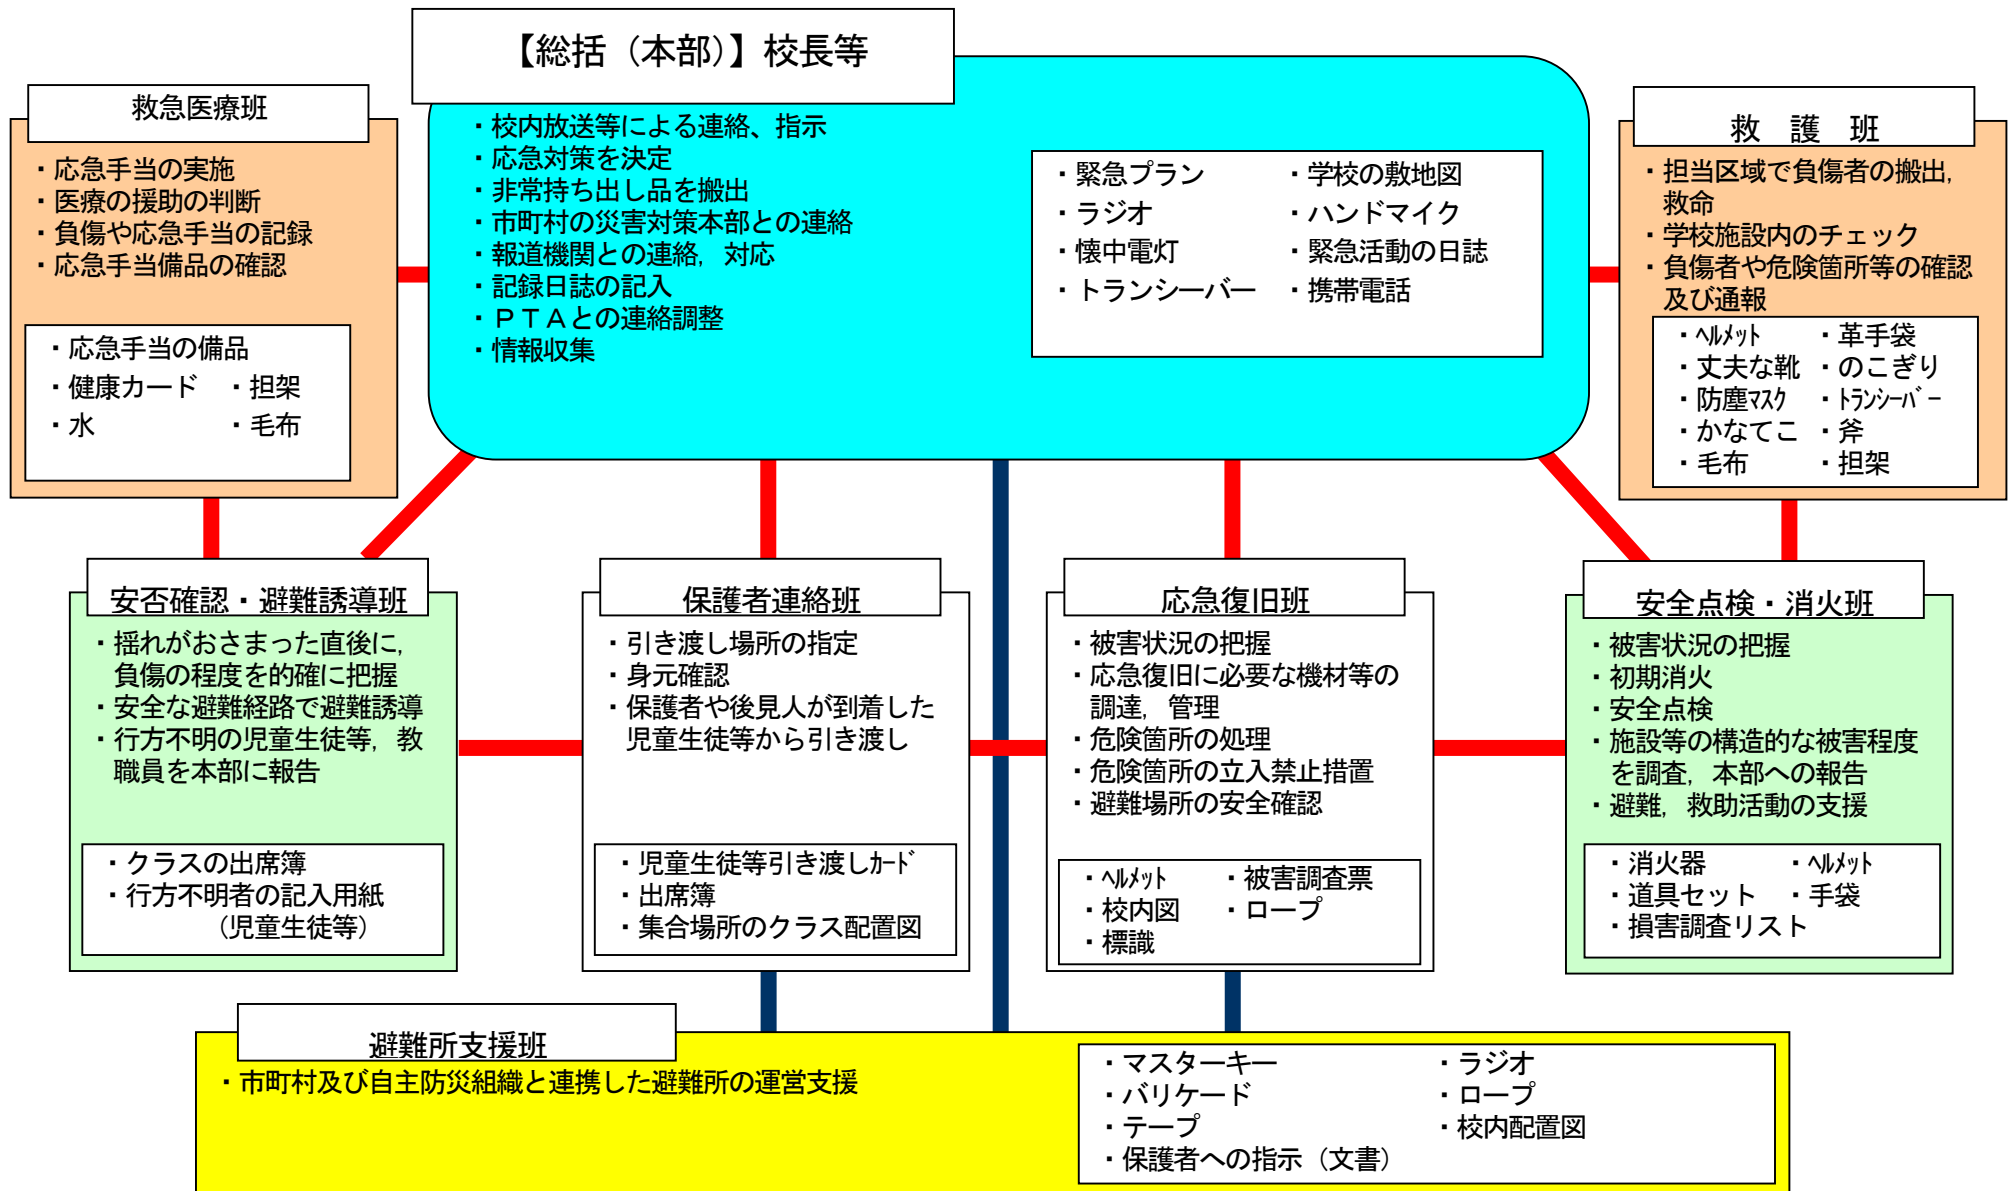 【総括（本部）】校長等
・校内放送等による連絡、指示
・応急対策を決定
・非常持ち出し品を搬出
・市町村の災害対策本部との連絡
・報道機関との連絡，対応
・記録日誌の記入
・ＰＴＡとの連絡調整
・情報収集
・緊急プラン ・学校の敷地図
・ラジオ ・ハンドマイク
・懐中電灯 ・緊急活動の日誌
・トランシーバー ・携帯電話
救急医療班
・応急手当の実施
・医療の援助の判断
・負傷や応急手当の記録
・応急手当備品の確認
・応急手当の備品
・健康カード ・担架
・水 ・毛布
救　護　班
・担当区域で負傷者の搬出，
救命
・学校施設内のチェック
・負傷者や危険箇所等の確認
及び通報
・ﾍﾙﾒｯﾄ ・革手袋
・丈夫な靴 ・のこぎり
・防塵ﾏｽｸ ・ﾄﾗﾝｼｰﾊﾞｰ
・かなてこ ・斧
・毛布 ・担架
安否確認・避難誘導班
・揺れがおさまった直後に，
負傷の程度を的確に把握
・安全な避難経路で避難誘導
・行方不明の児童生徒等，教
職員を本部に報告
・クラスの出席簿
・行方不明者の記入用紙
（児童生徒等）
保護者連絡班
・引き渡し場所の指定
・身元確認
・保護者や後見人が到着した
児童生徒等から引き渡し
・児童生徒等引き渡しｶｰﾄﾞ
・出席簿
・集合場所のクラス配置図
応急復旧班
・被害状況の把握
・応急復旧に必要な機材等の
調達，管理
・危険箇所の処理
・危険箇所の立入禁止措置
・避難場所の安全確認
・ﾍﾙﾒｯﾄ ・被害調査票
・校内図 ・ロープ
・標識
安全点検・消火班
・被害状況の把握
・初期消火
・安全点検
・施設等の構造的な被害程度
を調査，本部への報告
・避難，救助活動の支援
・消火器 ・ﾍﾙﾒｯﾄ
・道具セット ・手袋
・損害調査リスト
避難所支援班
・市町村及び自主防災組織と連携した避難所の運営支援
・マスターキー ・ラジオ
・バリケード ・ロープ
・テープ ・校内配置図
・保護者への指示（文書）